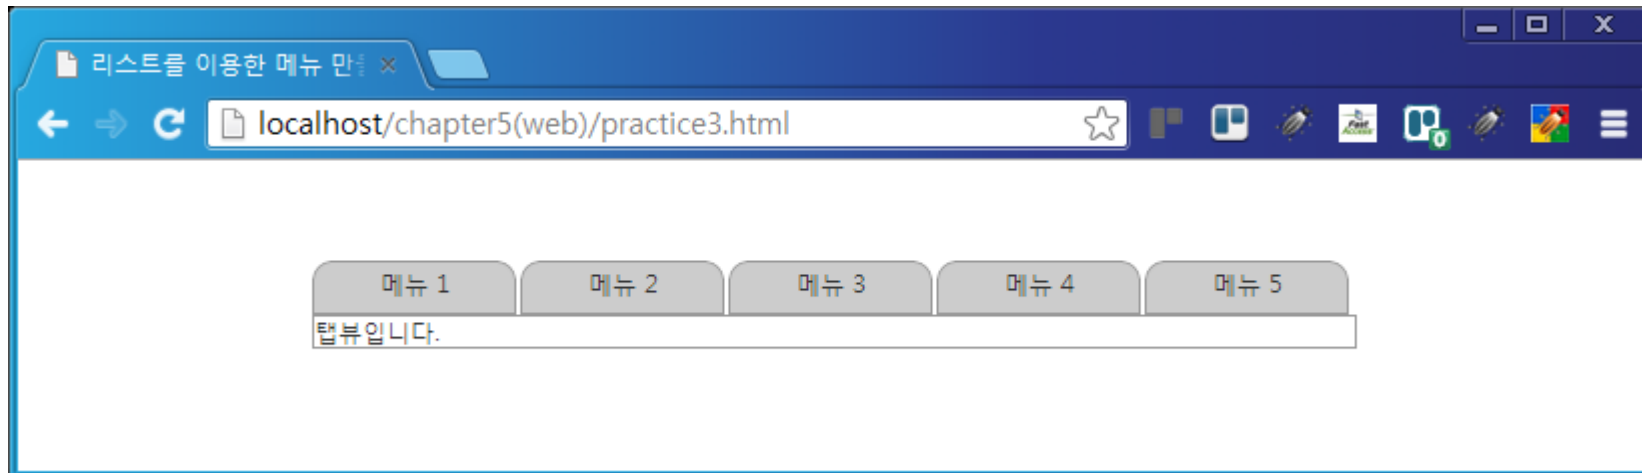 리스트를 이용한 메뉴 만
localhost/chapter5(web)/practice3.html
0
메뉴 1 메뉴 2 메뉴 3 메뉴 4 메뉴 5
탭뷰입니다.